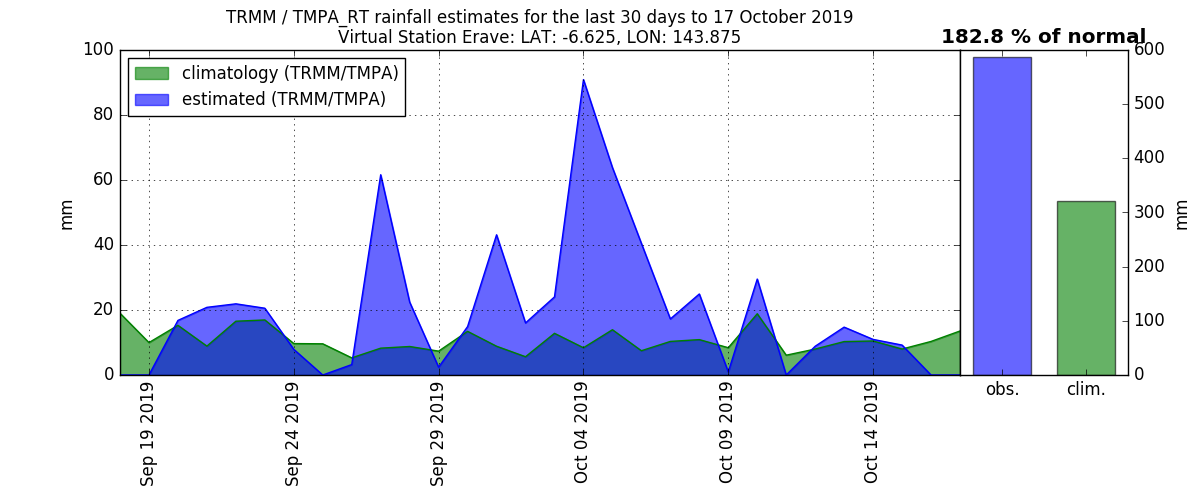 TRMM / TMPA_RT rainfall estimates for the last 30 days to 17 October 2019
Virtual Station Erave: LAT: -6.625, LON: 143.875
182.8 % of normal
climatology (TRMM/TMPA)
estimated (TRMM/TMPA)
100
80
60
40
20
0
mm
Sep 19 2019
Sep 24 2019
Sep 29 2019
Oct 04 2019
Oct 09 2019
Oct 14 2019
600
500
400
300
200
100
0
mm
obs.
clim.